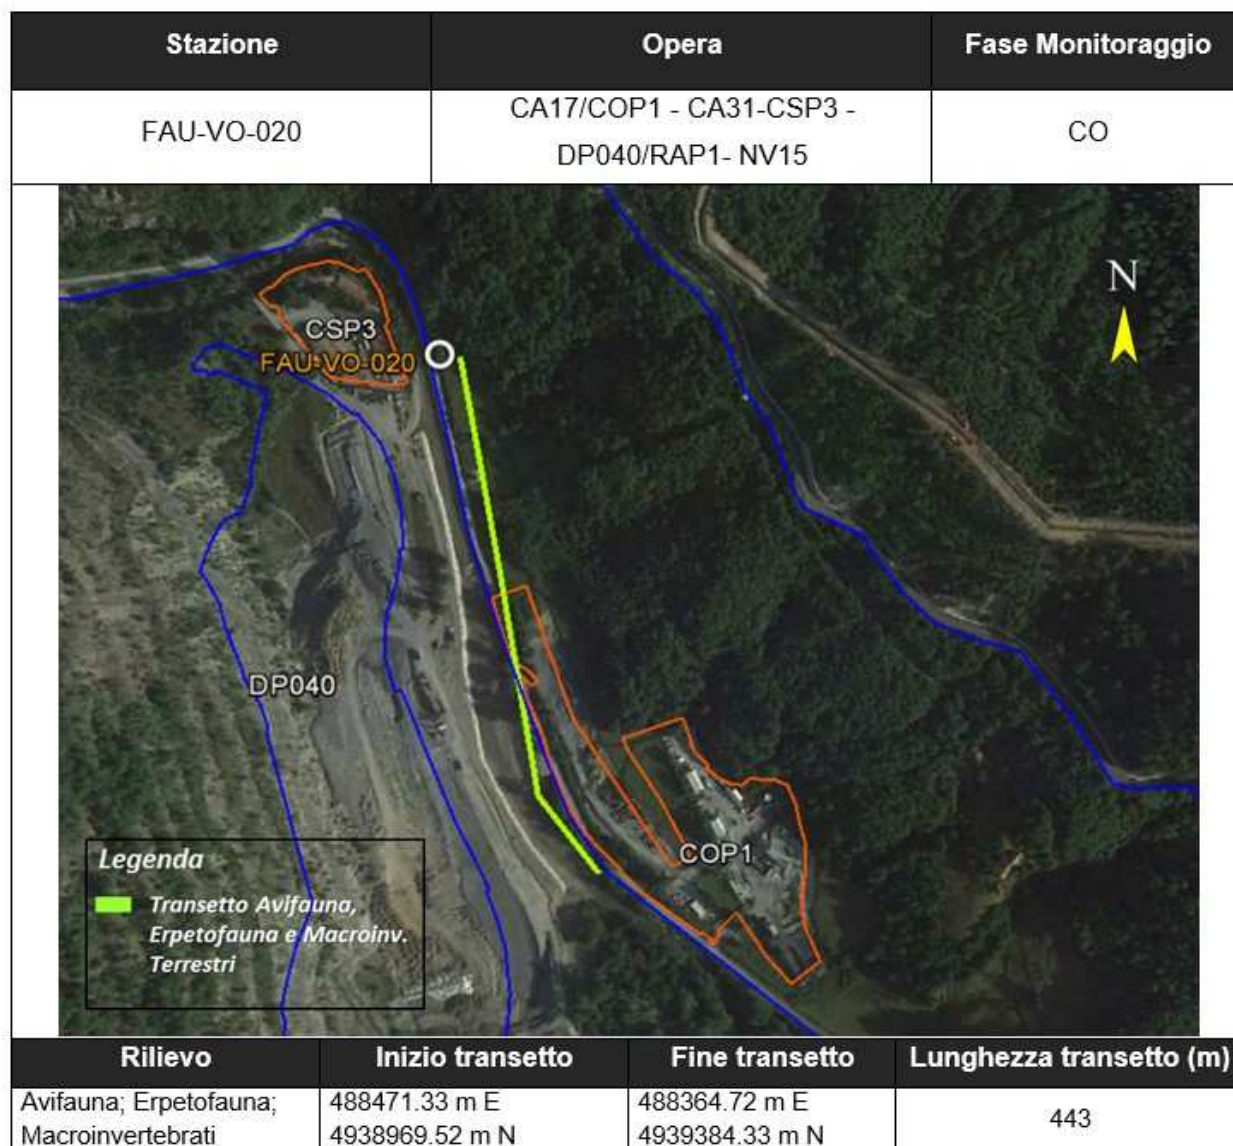 Stazione Opera Fase Monitoraggio
FAU-VO-020 CA17/COP1 - CA31-CSP3 -
DP040/RAP1- NV15 CO
N
CSP3
FAU-VO-020
DP040
COP1
Legenda
Transetto Avifauna,
Erpetofauna e Macroinv.
Terrestri
Rilievo Inizio transetto Fine transetto Lunghezza transetto (m)
Avifauna; Erpetofauna; 488471.33 m E 488364.72 m E 443
Macroinvertebrati 4938969.52 m N 4939384.33 m N